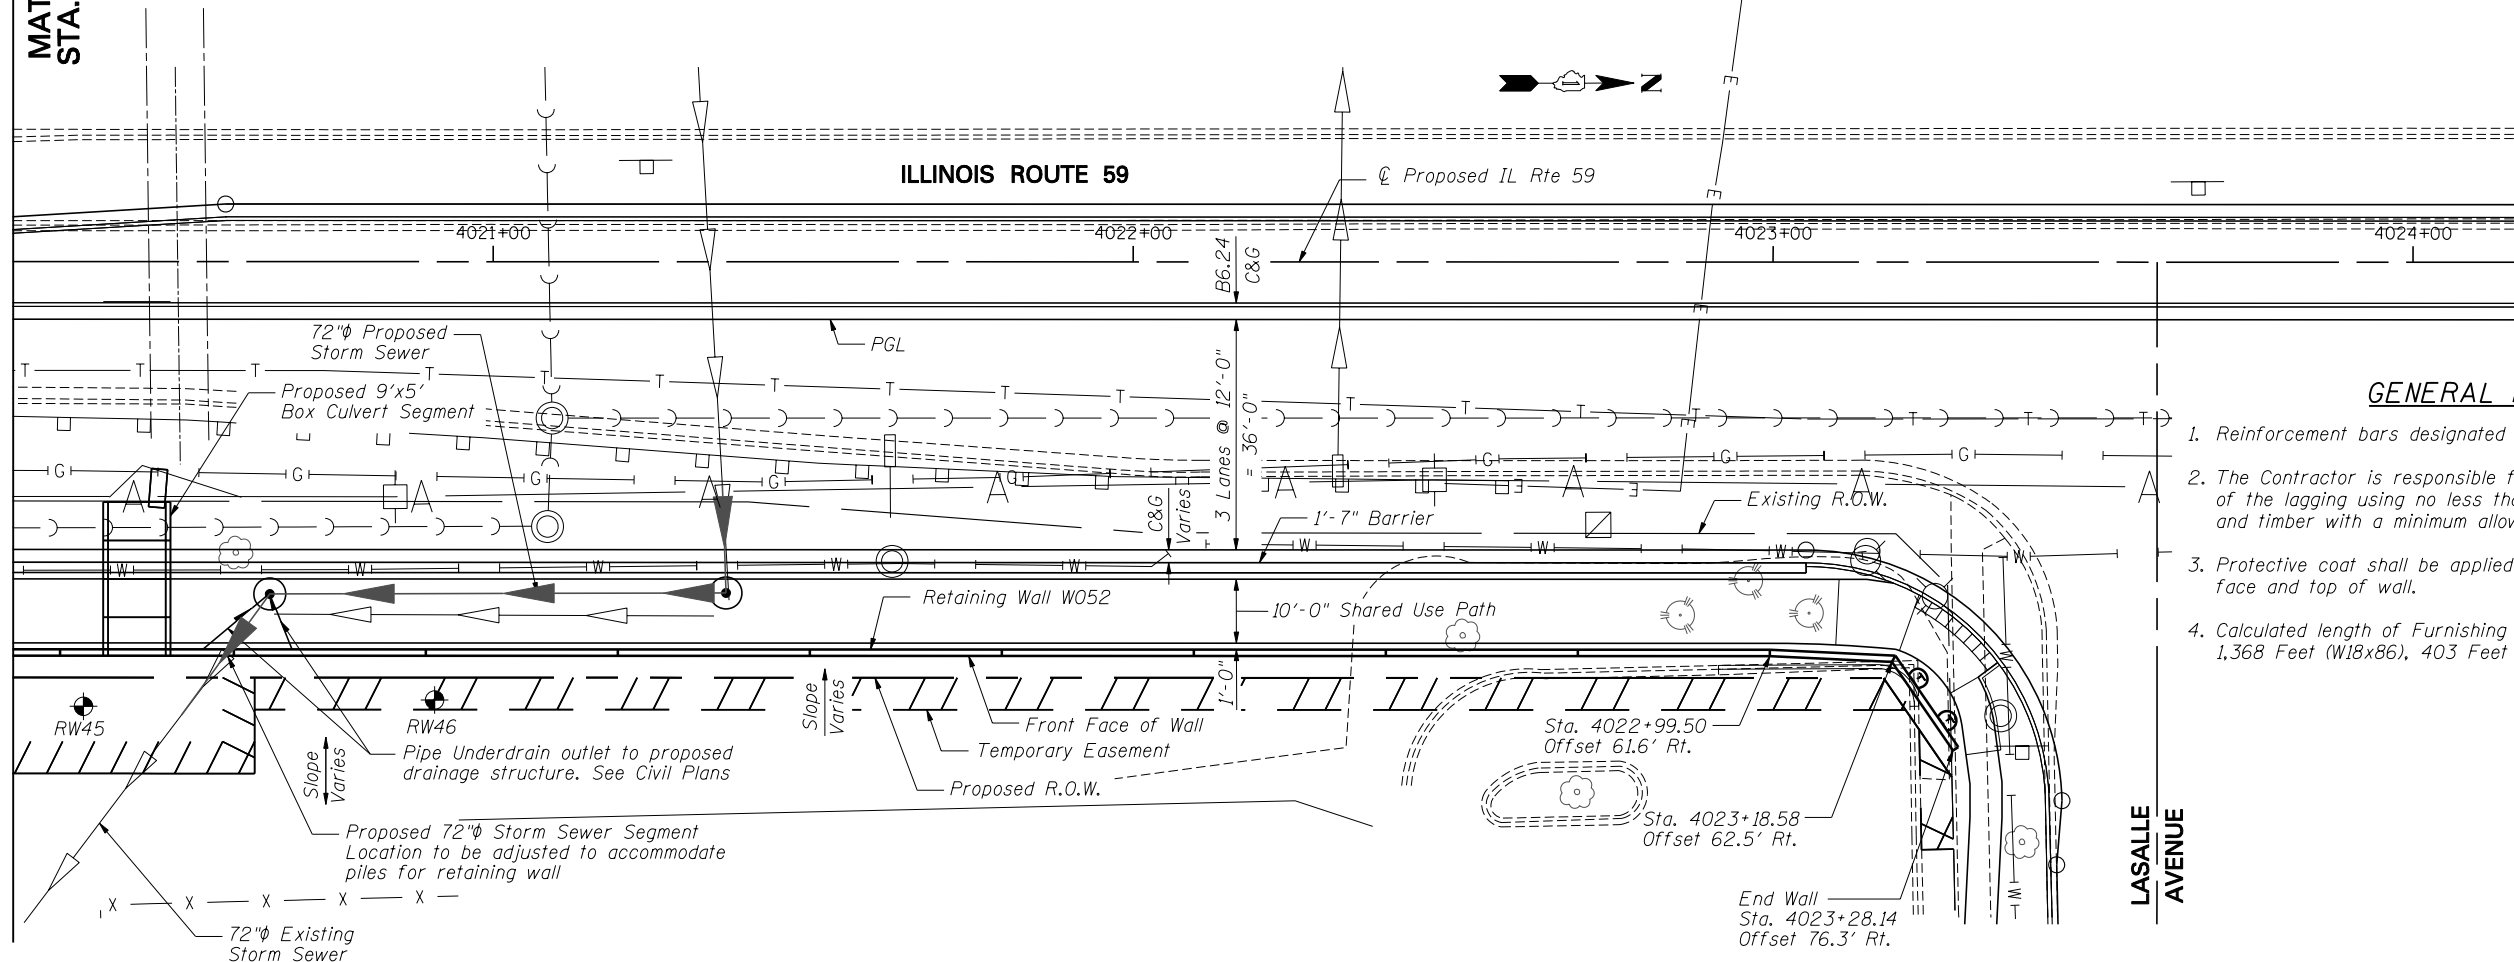 MAT
STA.
N
ILLINOIS ROUTE 59
℄ Proposed IL Rte 59
4021+00
4022+00
4023+00
4024+00
B6.24
C&G
72"ϕ Proposed
Storm Sewer
PGL
Proposed 9'x5'
Box Culvert Segment
3 Lanes @ 12'-0"
= 36'-0"
C&G
Varies
1'-7" Barrier
Existing R.O.W.
Retaining Wall W052
10'-0" Shared Use Path
1'-0"
RW45
RW46
Slope
Varies
Slope
Varies
Pipe Underdrain outlet to proposed
drainage structure. See Civil Plans
Front Face of Wall
Temporary Easement
Proposed R.O.W.
Sta. 4022+99.50
Offset 61.6' Rt.
Sta. 4023+18.58
Offset 62.5' Rt.
End Wall
Sta. 4023+28.14
Offset 76.3' Rt.
Proposed 72"ϕ Storm Sewer Segment
Location to be adjusted to accommodate
piles for retaining wall
72"ϕ Existing
Storm Sewer
LASALLE
AVENUE
GENERAL
1. Reinforcement bars designated
2. The Contractor is responsible f
of the lagging using no less tha
and timber with a minimum allow
3. Protective coat shall be applied
face and top of wall.
4. Calculated length of Furnishing
1,368 Feet (W18x86), 403 Feet